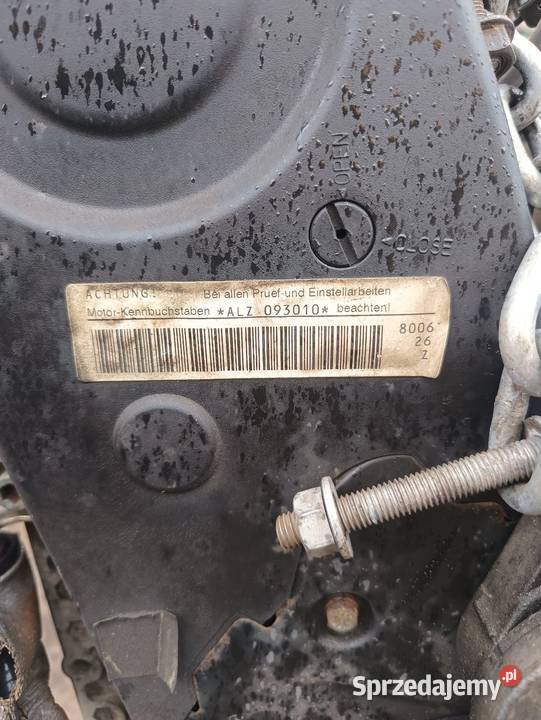 OPEN
CLOSE
ACHTUNG! Bei allen Pruef-und Einstellarbeiten
Motor-Kennbuchstaben *ALZ 093010* beachten!
8006
26
Z
Sprzedajemy.pl